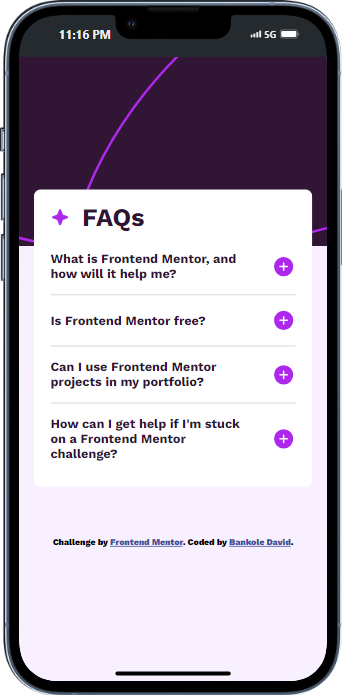 11:16 PM 5G
FAQs
What is Frontend Mentor, and
how will it help me?
Is Frontend Mentor free?
Can I use Frontend Mentor
projects in my portfolio?
How can I get help if I'm stuck
on a Frontend Mentor
challenge?
Challenge by Frontend Mentor. Coded by Bankole David.